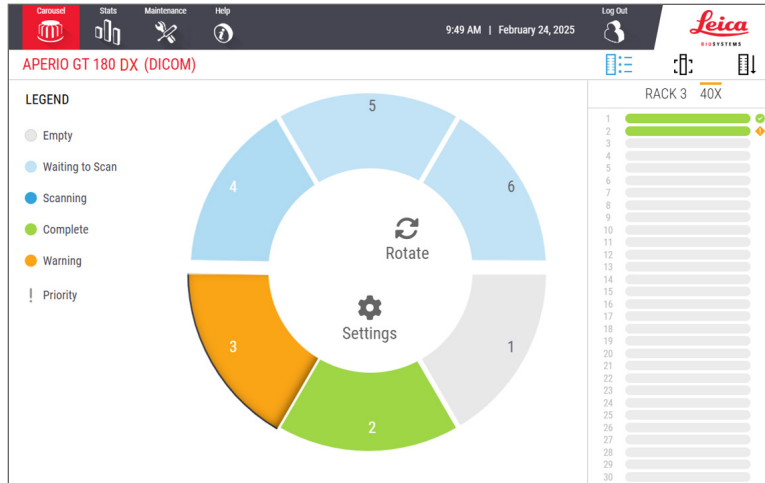 Carousel Stats Maintenance Help
9:49 AM | February 24, 2025
Log Out
Leica
BIOSYSTEMS
APERIO GT 180 DX (DICOM)
RACK 3 40X
LEGEND
Empty
Waiting to Scan
Scanning
Complete
Warning
! Priority
5
4
6
Rotate
Settings
3
1
2
1
2
3
4
5
6
7
8
9
10
11
12
13
14
15
16
17
18
19
20
21
22
23
24
25
26
27
28
29
30